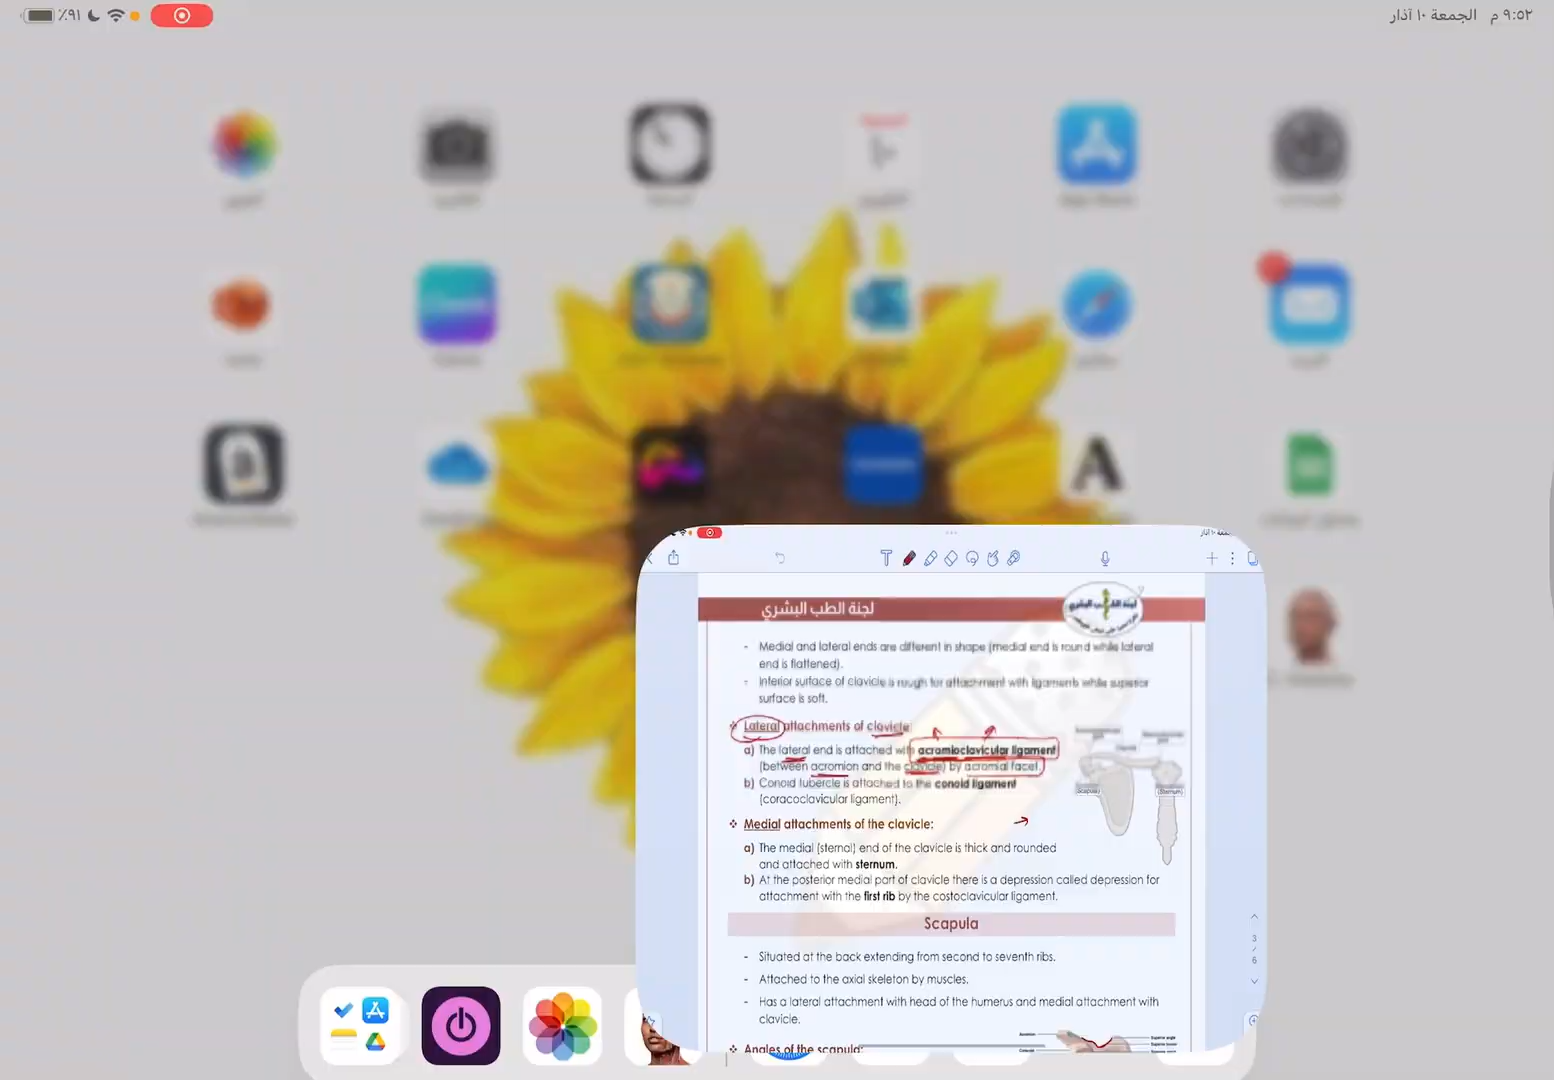 ٪٩١
٩:٥٢ م الجمعة ١٠ آذار
لجنة الطب البشري
- Medial and lateral ends are different in shape (medial end is round while lateral
end is flattened).
- Inferior surface of clavicle is rough for attachment with ligaments while superior
surface is soft.
❖ Lateral attachments of clavicle:
a) The lateral end is attached with acromioclavicular ligament
(between acromion and the clavicle) by acromial facet.
b) Conoid tubercle is attached to the conoid ligament
(coracoclavicular ligament).
❖ Medial attachments of the clavicle:
a) The medial (sternal) end of the clavicle is thick and rounded
and attached with sternum.
b) At the posterior medial part of clavicle there is a depression called depression for
attachment with the first rib by the costoclavicular ligament.
Scapula
- Situated at the back extending from second to seventh ribs.
- Attached to the axial skeleton by muscles.
- Has a lateral attachment with head of the humerus and medial attachment with
clavicle.
❖ Angles of the scapula:
3
/
6